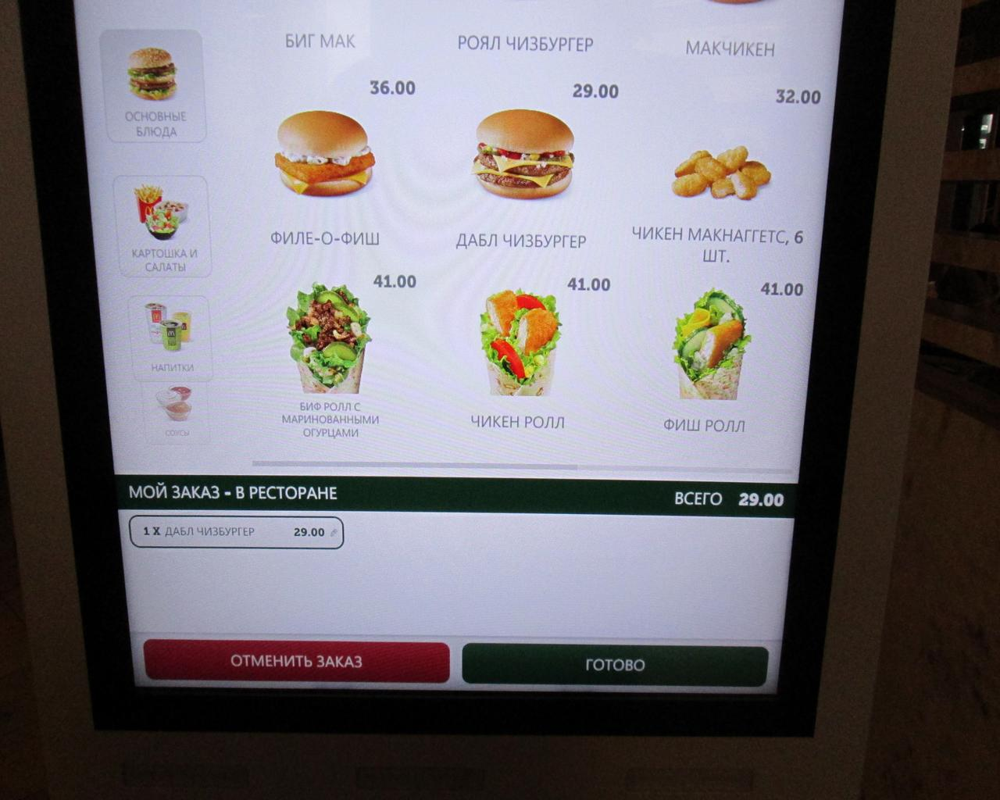 БИГ МАК
РОЯЛ ЧИЗБУРГЕР
МАКЧИКЕН
ОСНОВНЫЕ
БЛЮДА
36.00
29.00
32.00
ФИЛЕ-О-ФИШ
ДАБЛ ЧИЗБУРГЕР
ЧИКЕН МАКНАГГЕТС, 6
ШТ.
КАРТОШКА И
САЛАТЫ
41.00
41.00
41.00
НАПИТКИ
БИФ РОЛЛ С
МАРИНОВАННЫМИ
ОГУРЦАМИ
ЧИКЕН РОЛЛ
ФИШ РОЛЛ
СОУСЫ
МОЙ ЗАКАЗ - В РЕСТОРАНЕ
ВСЕГО 29.00
1 X ДАБЛ ЧИЗБУРГЕР 29.00
ОТМЕНИТЬ ЗАКАЗ
ГОТОВО